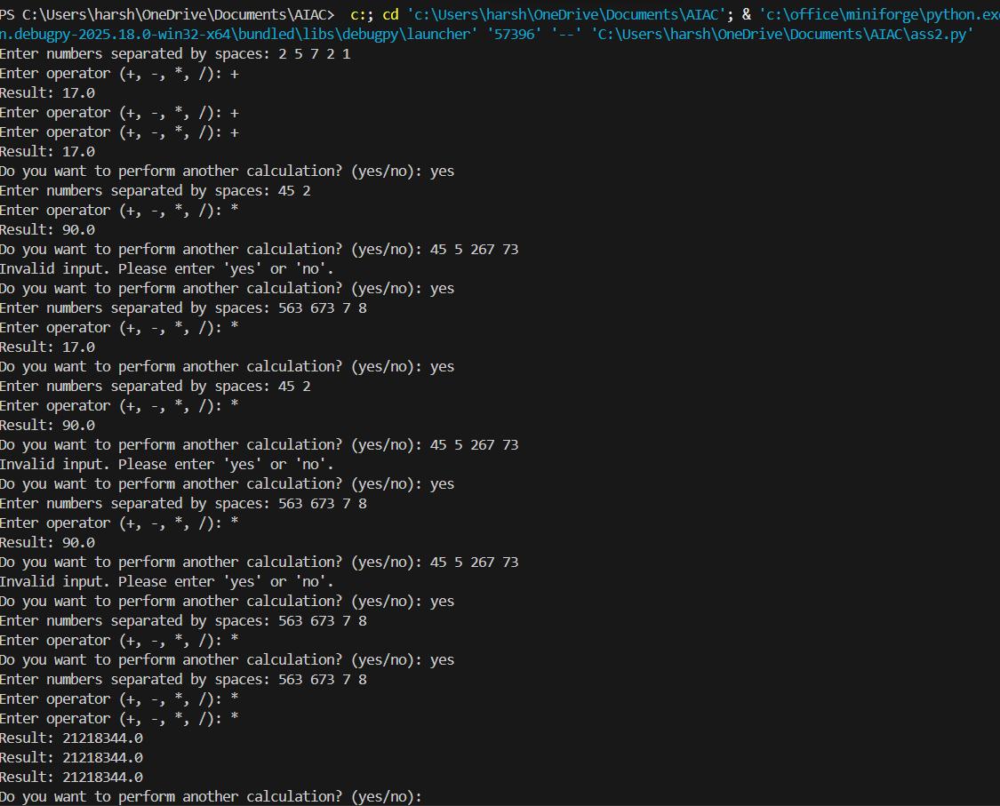 PS C:\Users\harsh\OneDrive\Documents\AIAC>  c:; cd 'c:\Users\harsh\OneDrive\Documents\AIAC'; & 'c:\office\miniforge\python.exe
n.debugpy-2025.18.0-win32-x64\bundled\libs\debugpy\launcher' '57396' '--' 'C:\Users\harsh\OneDrive\Documents\AIAC\ass2.py'
Enter numbers separated by spaces: 2 5 7 2 1
Enter operator (+, -, *, /): +
Result: 17.0
Enter operator (+, -, *, /): +
Enter operator (+, -, *, /): +
Result: 17.0
Do you want to perform another calculation? (yes/no): yes
Enter numbers separated by spaces: 45 2
Enter operator (+, -, *, /): *
Result: 90.0
Do you want to perform another calculation? (yes/no): 45 5 267 73
Invalid input. Please enter 'yes' or 'no'.
Do you want to perform another calculation? (yes/no): yes
Enter numbers separated by spaces: 563 673 7 8
Enter operator (+, -, *, /): *
Result: 17.0
Do you want to perform another calculation? (yes/no): yes
Enter numbers separated by spaces: 45 2
Enter operator (+, -, *, /): *
Result: 90.0
Do you want to perform another calculation? (yes/no): 45 5 267 73
Invalid input. Please enter 'yes' or 'no'.
Do you want to perform another calculation? (yes/no): yes
Enter numbers separated by spaces: 563 673 7 8
Enter operator (+, -, *, /): *
Result: 90.0
Do you want to perform another calculation? (yes/no): 45 5 267 73
Invalid input. Please enter 'yes' or 'no'.
Do you want to perform another calculation? (yes/no): yes
Enter numbers separated by spaces: 563 673 7 8
Enter operator (+, -, *, /): *
Do you want to perform another calculation? (yes/no): yes
Enter numbers separated by spaces: 563 673 7 8
Enter operator (+, -, *, /): *
Enter operator (+, -, *, /): *
Result: 21218344.0
Result: 21218344.0
Result: 21218344.0
Do you want to perform another calculation? (yes/no):